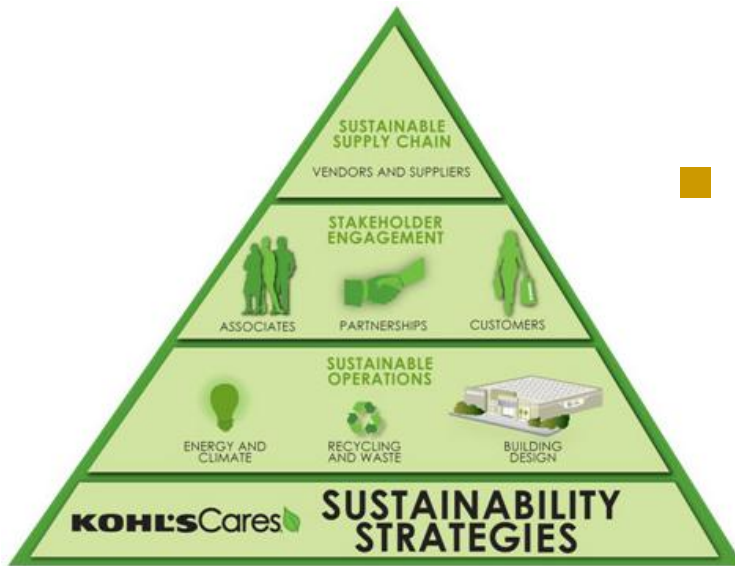 SUSTAINABLE
SUPPLY CHAIN
VENDORS AND SUPPLIERS
STAKEHOLDER
ENGAGEMENT
ASSOCIATES
PARTNERSHIPS
CUSTOMERS
SUSTAINABLE
OPERATIONS
ENERGY AND
CLIMATE
RECYCLING
AND WASTE
BUILDING
DESIGN
KOHL'SCares
SUSTAINABILITY
STRATEGIES